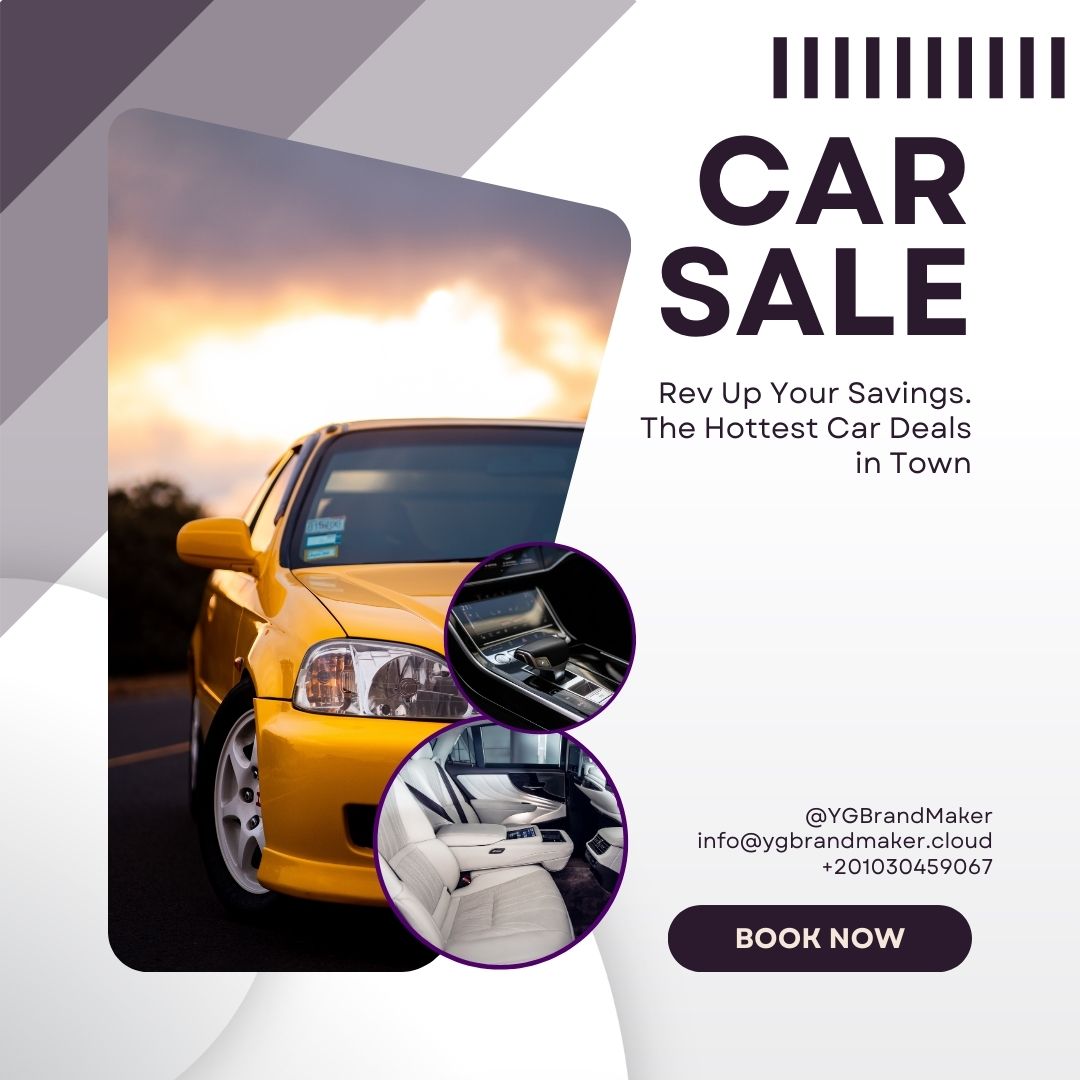 CAR
SALE
Rev Up Your Savings.
The Hottest Car Deals
in Town
@YGBrandMaker
info@ygbrandmaker.cloud
+201030459067
BOOK NOW